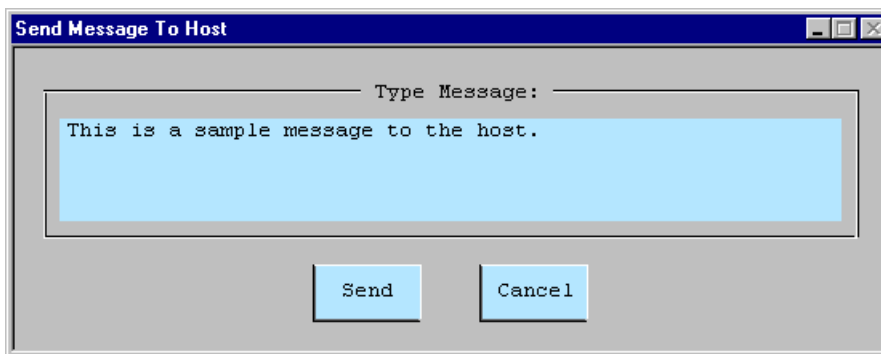 Send Message To Host
Type Message:
This is a sample message to the host.
Send
Cancel